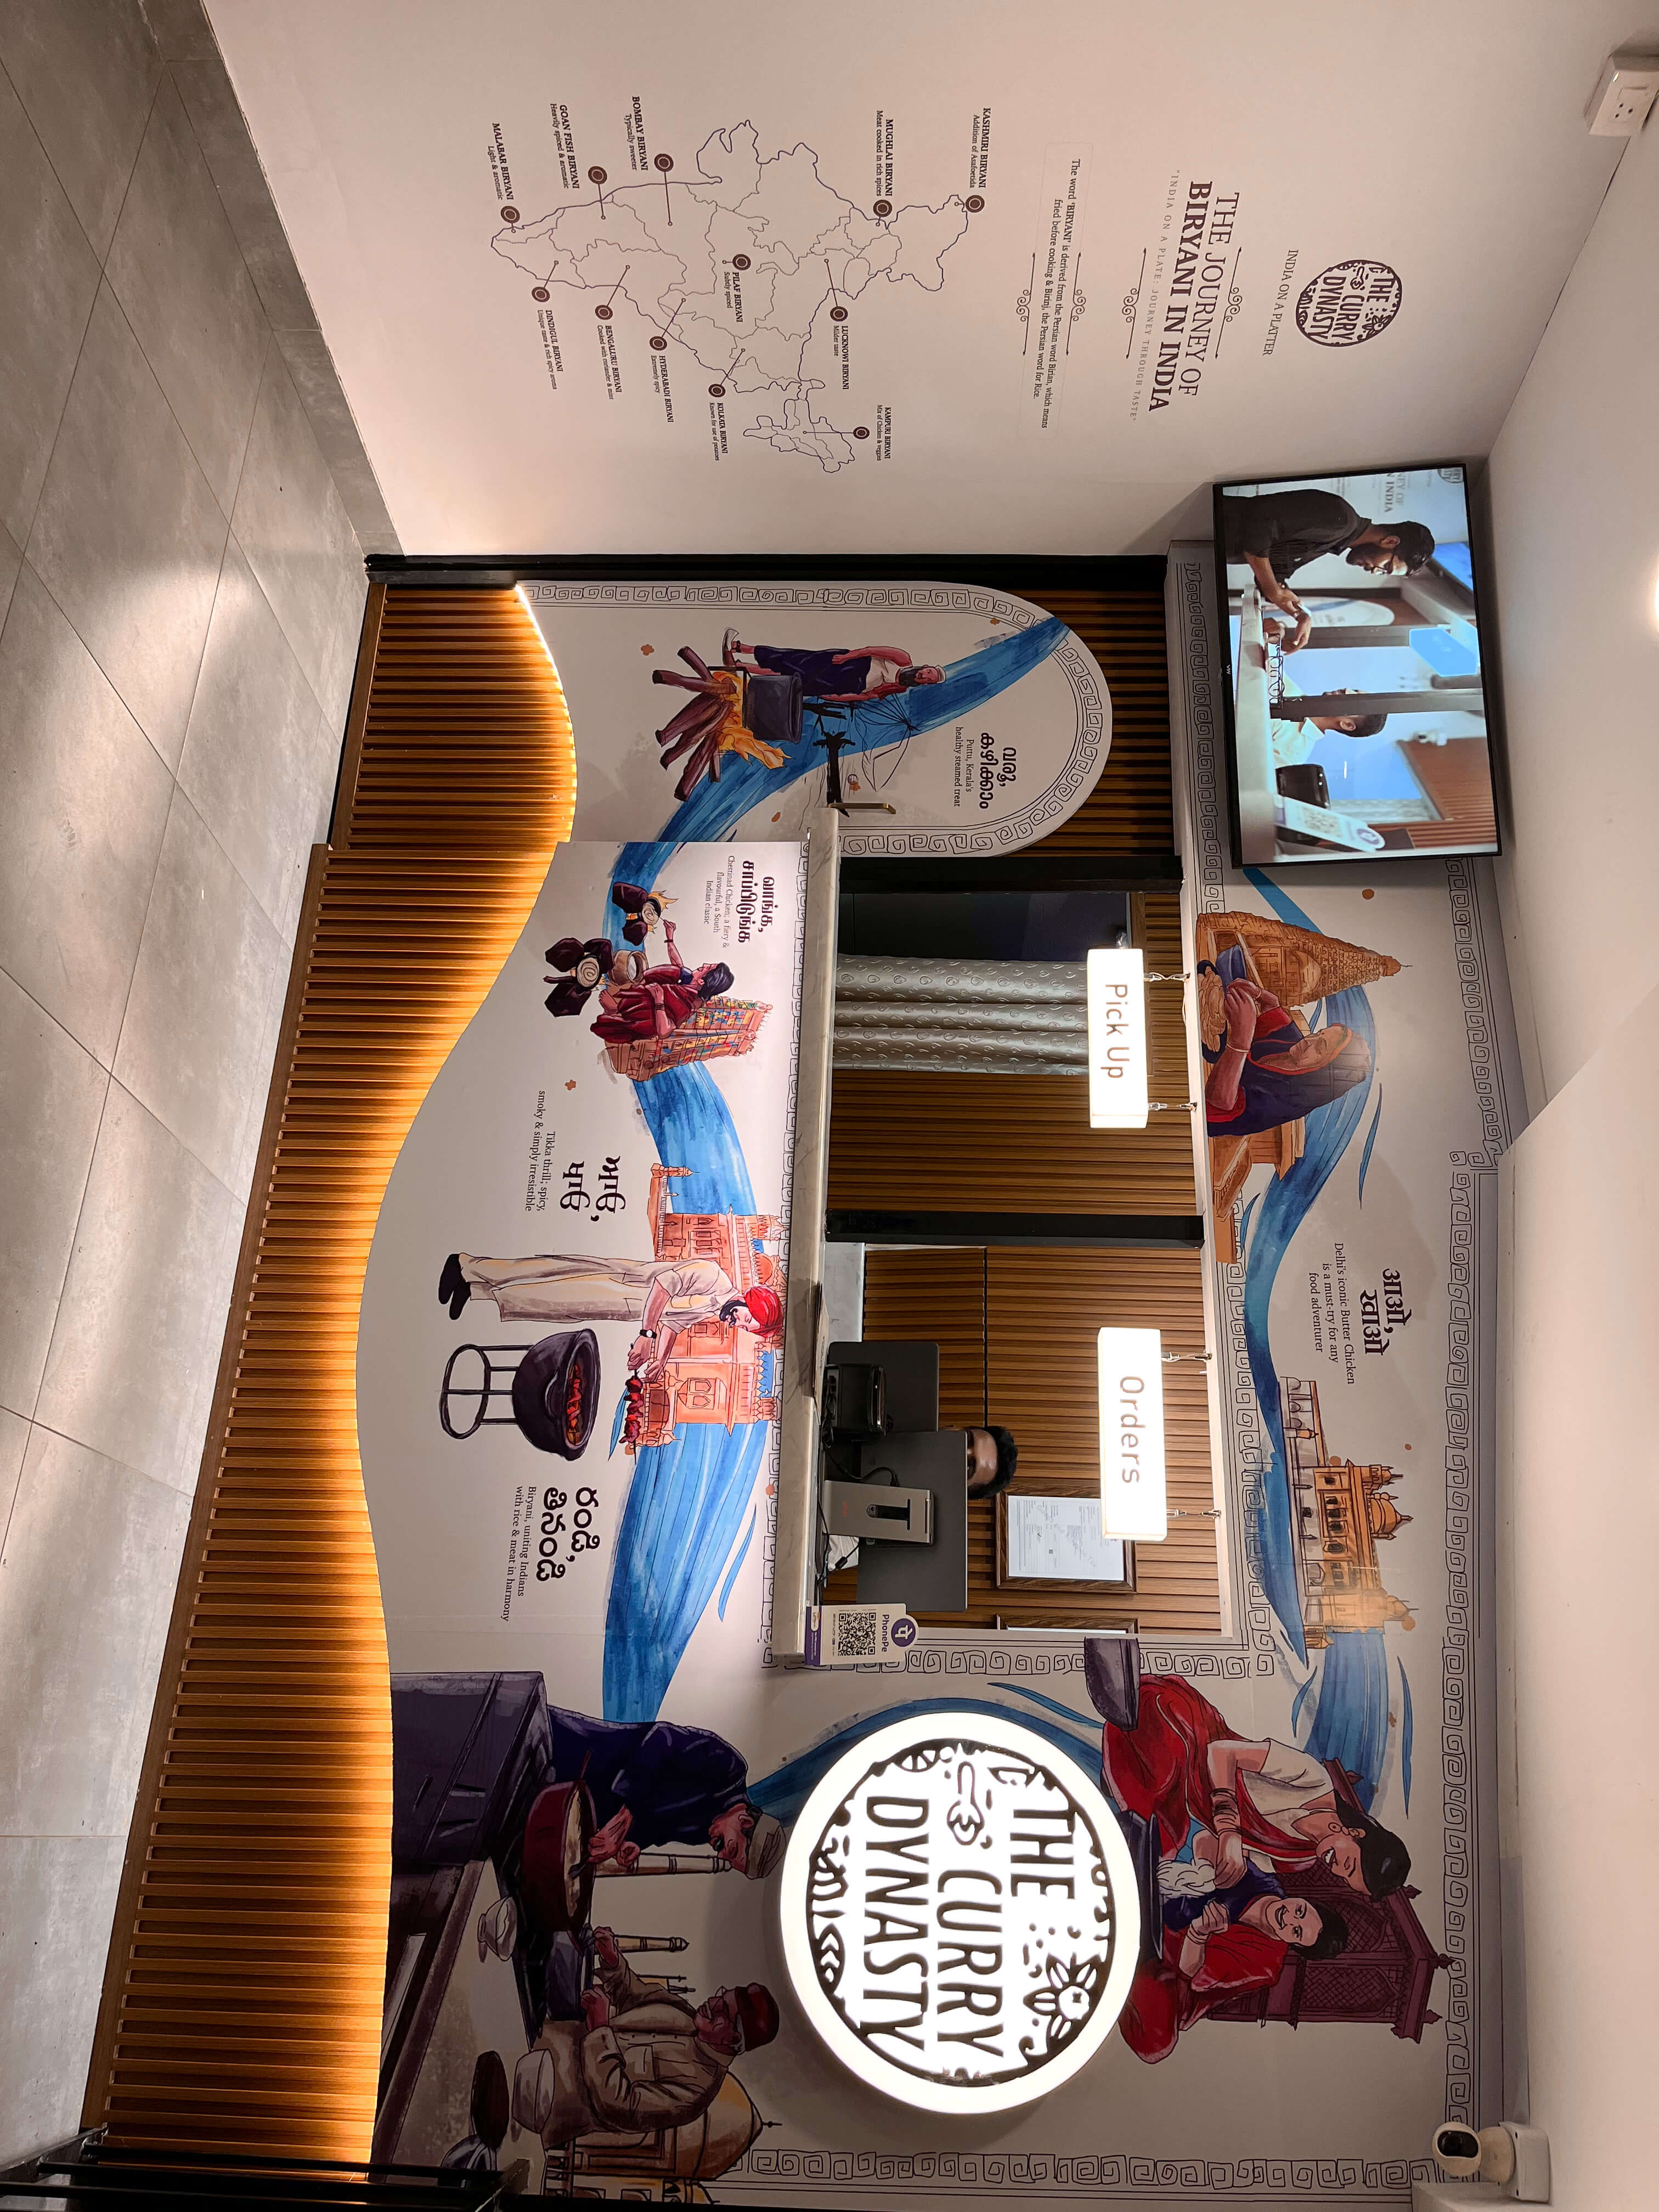 THE
CURRY
DYNASTY
INDIA ON A PLATTER
THE JOURNEY OF
BIRYANI IN INDIA
"INDIA ON A PLATE: JOURNEY THROUGH TASTE"
The word 'BIRYANI' is derived from the Persian word Birian, which means
fried before cooking & Birinj, the Persian word for Rice.
KASHMIRI BIRYANI
Addition of Asafoetida
MUGHLAI BIRYANI
Meat cooked in rich spices
KAMPURI BIRYANI
Mix of Chicken & veggies
LUCKNOWI BIRYANI
Milder taste
PILAF BIRYANI
Subtly spiced
KOLKATA BIRYANI
Known for use of potatoes
HYDERABADI BIRYANI
Extremely spicy
BOMBAY BIRYANI
Typically sweeter
BENGALURU BIRYANI
Cooked with coriander & mint
GOAN FISH BIRYANI
Heavily spiced & aromatic
DINDIGUL BIRYANI
Unique taste & rich spicy aroma
MALABAR BIRYANI
Light & aromatic
आओ,
खाओ
Delhi's iconic Butter Chicken
is a must-try for any
food adventurer
Pick Up
Orders
വരൂ,
കഴിക്കാം
Puttu, Kerala's
healthy steamed treat
पे
PhonePe
THE
CURRY
DYNASTY
வாங்க,
சாப்பிடுங்க
Chettinad Chicken; a fiery &
flavourful, a South
Indian classic
ਆਓ,
ਖਾਓ
Tikka thrill; spicy,
smoky & simply irresistible
రండి,
తినండి
Biryani, uniting Indians
with rice & meat in harmony